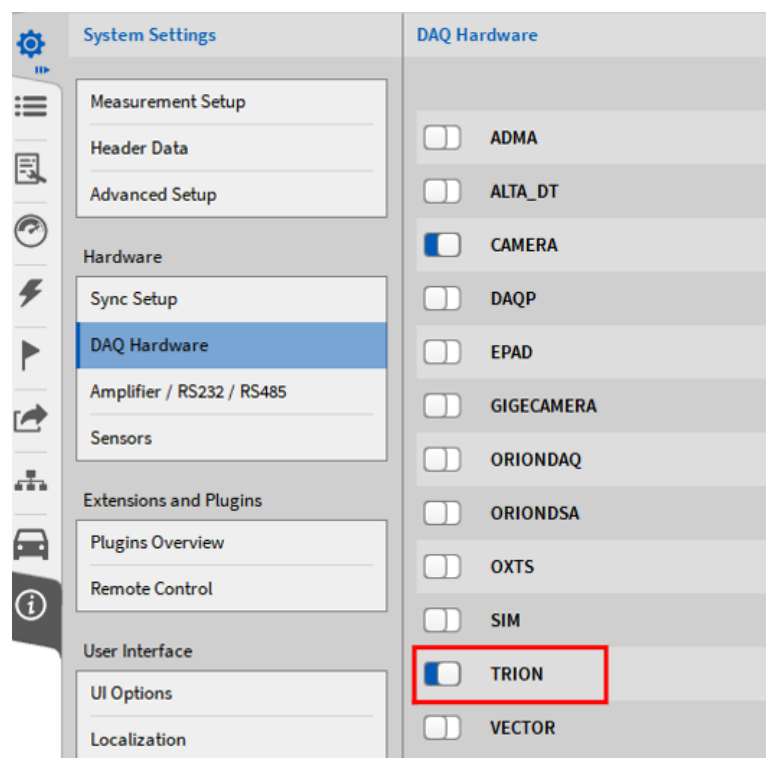 System Settings
Measurement Setup
Header Data
Advanced Setup
Hardware
Sync Setup
DAQ Hardware
Amplifier / RS232 / RS485
Sensors
Extensions and Plugins
Plugins Overview
Remote Control
User Interface
UI Options
Localization
DAQ Hardware
ADMA
ALTA_DT
CAMERA
DAQP
EPAD
GIGECAMERA
ORIONDAQ
ORIONDSA
OXTS
SIM
TRION
VECTOR